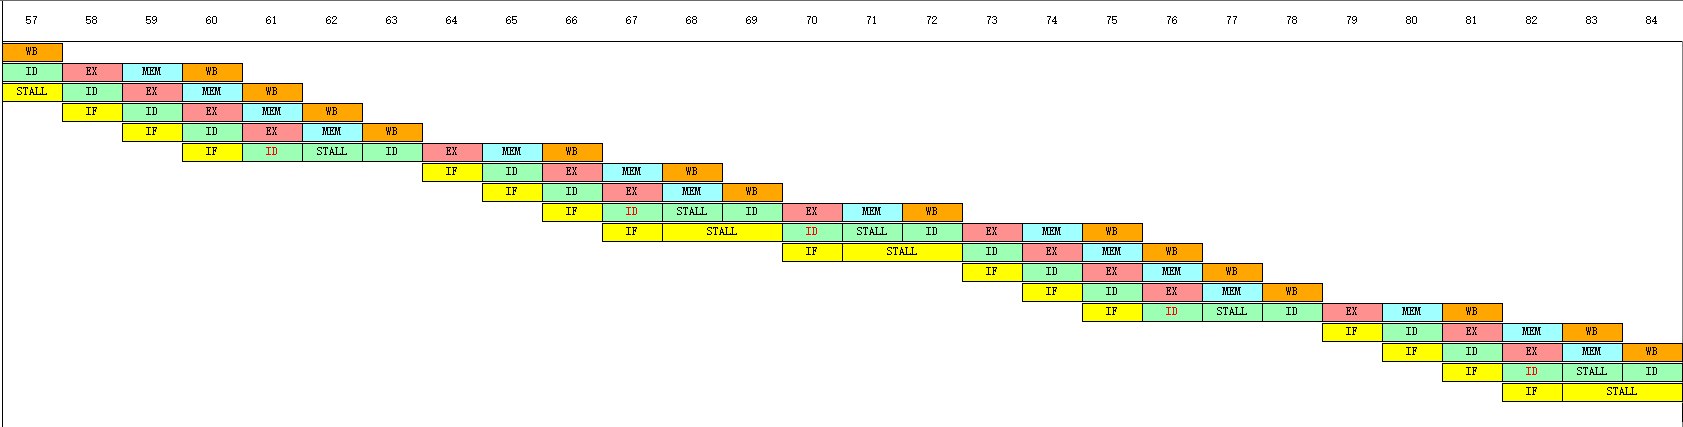 57 58 59 60 61 62 63 64 65 66 67 68 69 70 71 72 73 74 75 76 77 78 79 80 81 82 83 84
WB
ID EX MEM WB
STALL ID EX MEM WB
IF ID EX MEM WB
IF ID EX MEM WB
IF ID STALL ID EX MEM WB
IF ID EX MEM WB
IF ID EX MEM WB
IF ID STALL ID EX MEM WB
IF STALL ID STALL ID EX MEM WB
IF STALL ID EX MEM WB
IF ID EX MEM WB
IF ID EX MEM WB
IF ID STALL ID EX MEM WB
IF ID EX MEM WB
IF ID EX MEM WB
IF ID STALL ID
IF STALL